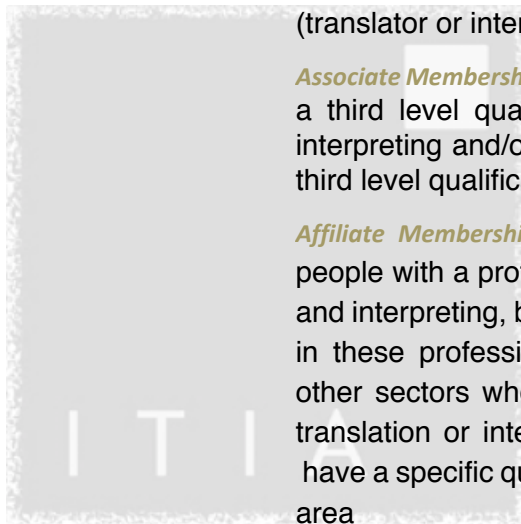 (translator or inter
Associate Membersh
a third level qua
interpreting and/o
third level qualific
Affiliate Membershi
people with a pro
and interpreting, b
in these professi
other sectors wh
translation or inte
have a specific qu
area
I T I A